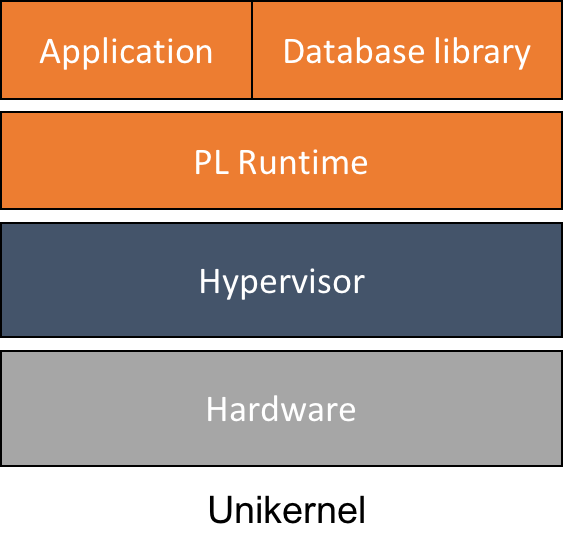 Application
Database library
PL Runtime
Hypervisor
Hardware
Unikernel